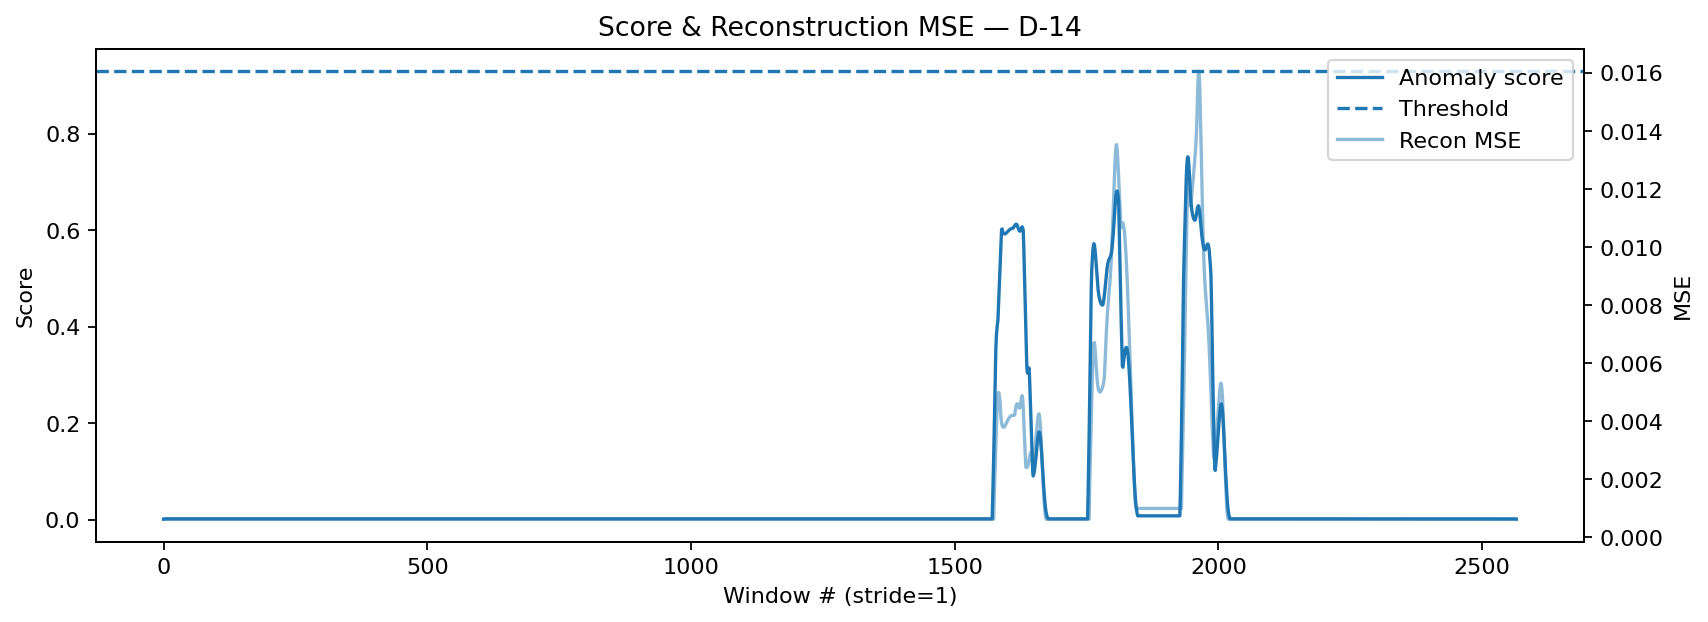 Score & Reconstruction MSE — D-14
Anomaly score
Threshold
Recon MSE
Score
0.8
0.6
0.4
0.2
0.0
MSE
0.016
0.014
0.012
0.010
0.008
0.006
0.004
0.002
0.000
0 500 1000 1500 2000 2500
Window # (stride=1)